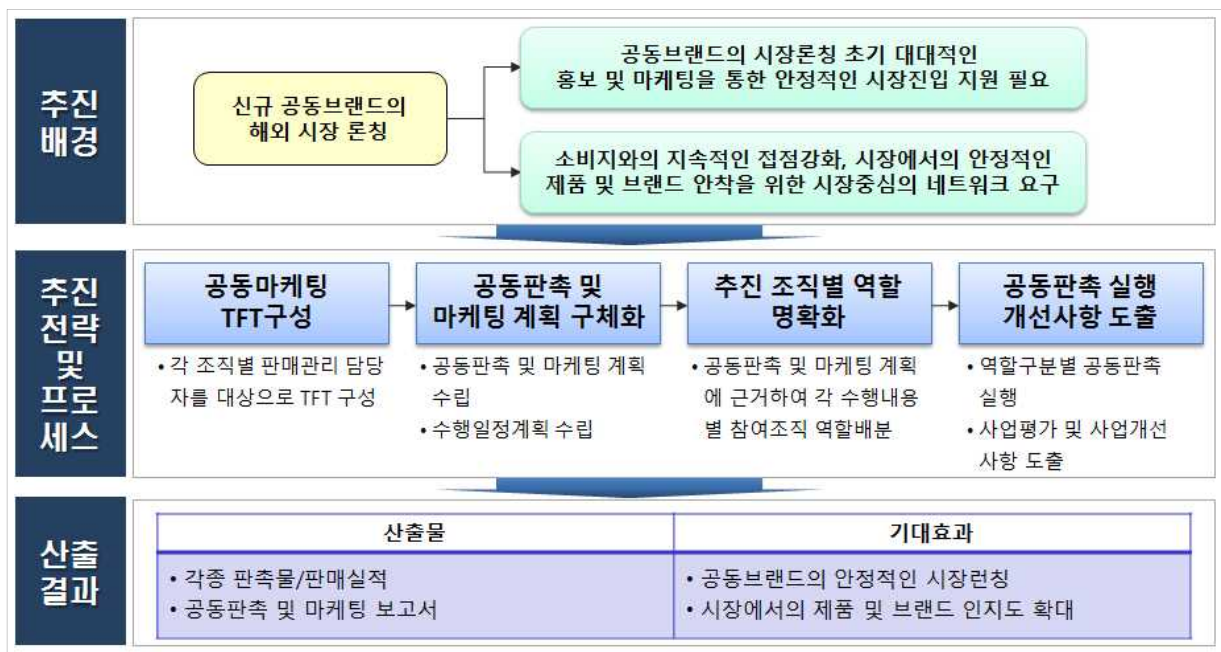 추진
배경
신규 공동브랜드의
해외 시장 론칭
공동브랜드의 시장론칭 초기 대대적인
홍보 및 마케팅을 통한 안정적인 시장진입 지원 필요
소비지와의 지속적인 접점강화, 시장에서의 안정적인
제품 및 브랜드 안착을 위한 시장중심의 네트워크 요구
추진
전략
및
프로
세스
공동마케팅
TFT구성
• 각 조직별 판매관리 담당
자를 대상으로 TFT 구성
공동판촉 및
마케팅 계획 구체화
• 공동판촉 및 마케팅 계획
수립
• 수행일정계획 수립
추진 조직별 역할
명확화
• 공동판촉 및 마케팅 계획
에 근거하여 각 수행내용
별 참여조직 역할배분
공동판촉 실행
개선사항 도출
• 역할구분별 공동판촉
실행
• 사업평가 및 사업개선
사항 도출
산출
결과
산출물
• 각종 판촉물/판매실적
• 공동판촉 및 마케팅 보고서
기대효과
• 공동브랜드의 안정적인 시장런칭
• 시장에서의 제품 및 브랜드 인지도 확대